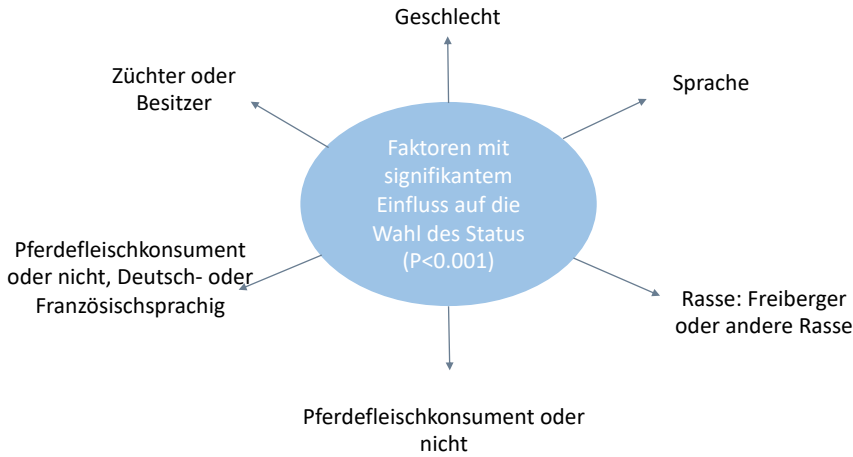 Geschlecht
Züchter oder
Besitzer
Sprache
Faktoren mit
signifikantem
Einfluss auf die
Wahl des Status
(P<0.001)
Pferdefleischkonsument
oder nicht, Deutsch- oder
Französischsprachig
Rasse: Freiberger
oder andere Rasse
Pferdefleischkonsument oder
nicht